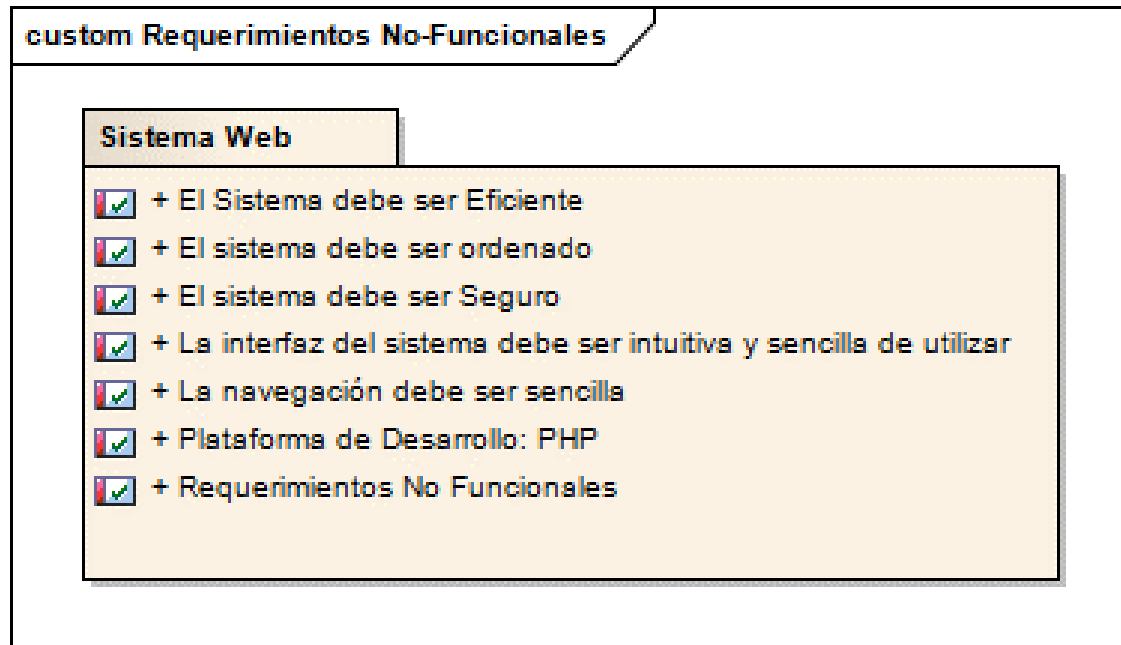 custom Requerimientos No-Funcionales
Sistema Web
+ El Sistema debe ser Eficiente
+ El sistema debe ser ordenado
+ El sistema debe ser Seguro
+ La interfaz del sistema debe ser intuitiva y sencilla de utilizar
+ La navegación debe ser sencilla
+ Plataforma de Desarrollo: PHP
+ Requerimientos No Funcionales